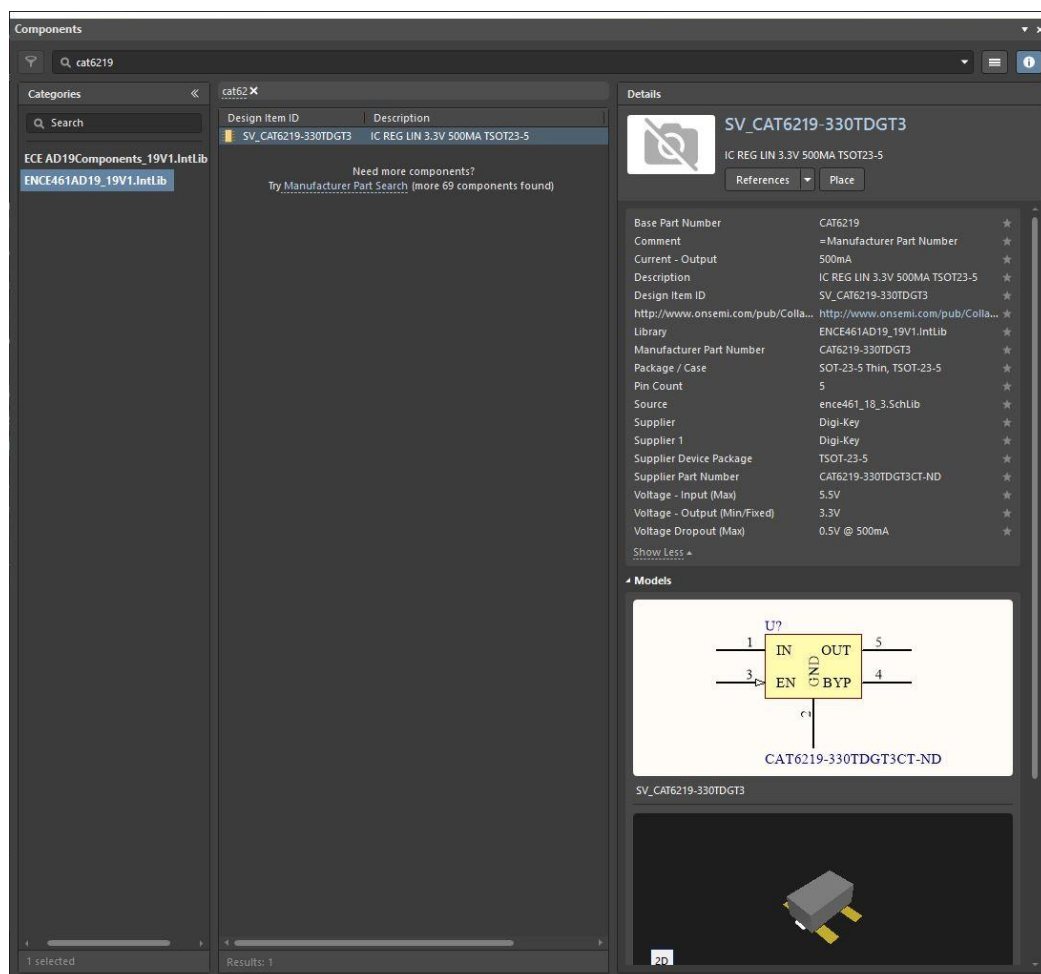 Components
cat6219
Categories
Search
ECE AD19Components_19V1.IntLib
ENCE461AD19_19V1.IntLib
1 selected
cat62
Design Item ID Description
SV_CAT6219-330TDGT3 IC REG LIN 3.3V 500MA TSOT23-5
Need more components?
Try Manufacturer Part Search (more 69 components found)
Results: 1
Details
SV_CAT6219-330TDGT3
IC REG LIN 3.3V 500MA TSOT23-5
References Place
Base Part Number CAT6219
Comment =Manufacturer Part Number
Current - Output 500mA
Description IC REG LIN 3.3V 500MA TSOT23-5
Design Item ID SV_CAT6219-330TDGT3
http://www.onsemi.com/pub/Colla... http://www.onsemi.com/pub/Colla...
Library ENCE461AD19_19V1.IntLib
Manufacturer Part Number CAT6219-330TDGT3
Package / Case SOT-23-5 Thin, TSOT-23-5
Pin Count 5
Source ence461_18_3.SchLib
Supplier Digi-Key
Supplier 1 Digi-Key
Supplier Device Package TSOT-23-5
Supplier Part Number CAT6219-330TDGT3CT-ND
Voltage - Input (Max) 5.5V
Voltage - Output (Min/Fixed) 3.3V
Voltage Dropout (Max) 0.5V @ 500mA
Show Less
Models
U?
1 IN OUT 5
3 EN GND BYP 4
2
CAT6219-330TDGT3CT-ND
SV_CAT6219-330TDGT3
2D